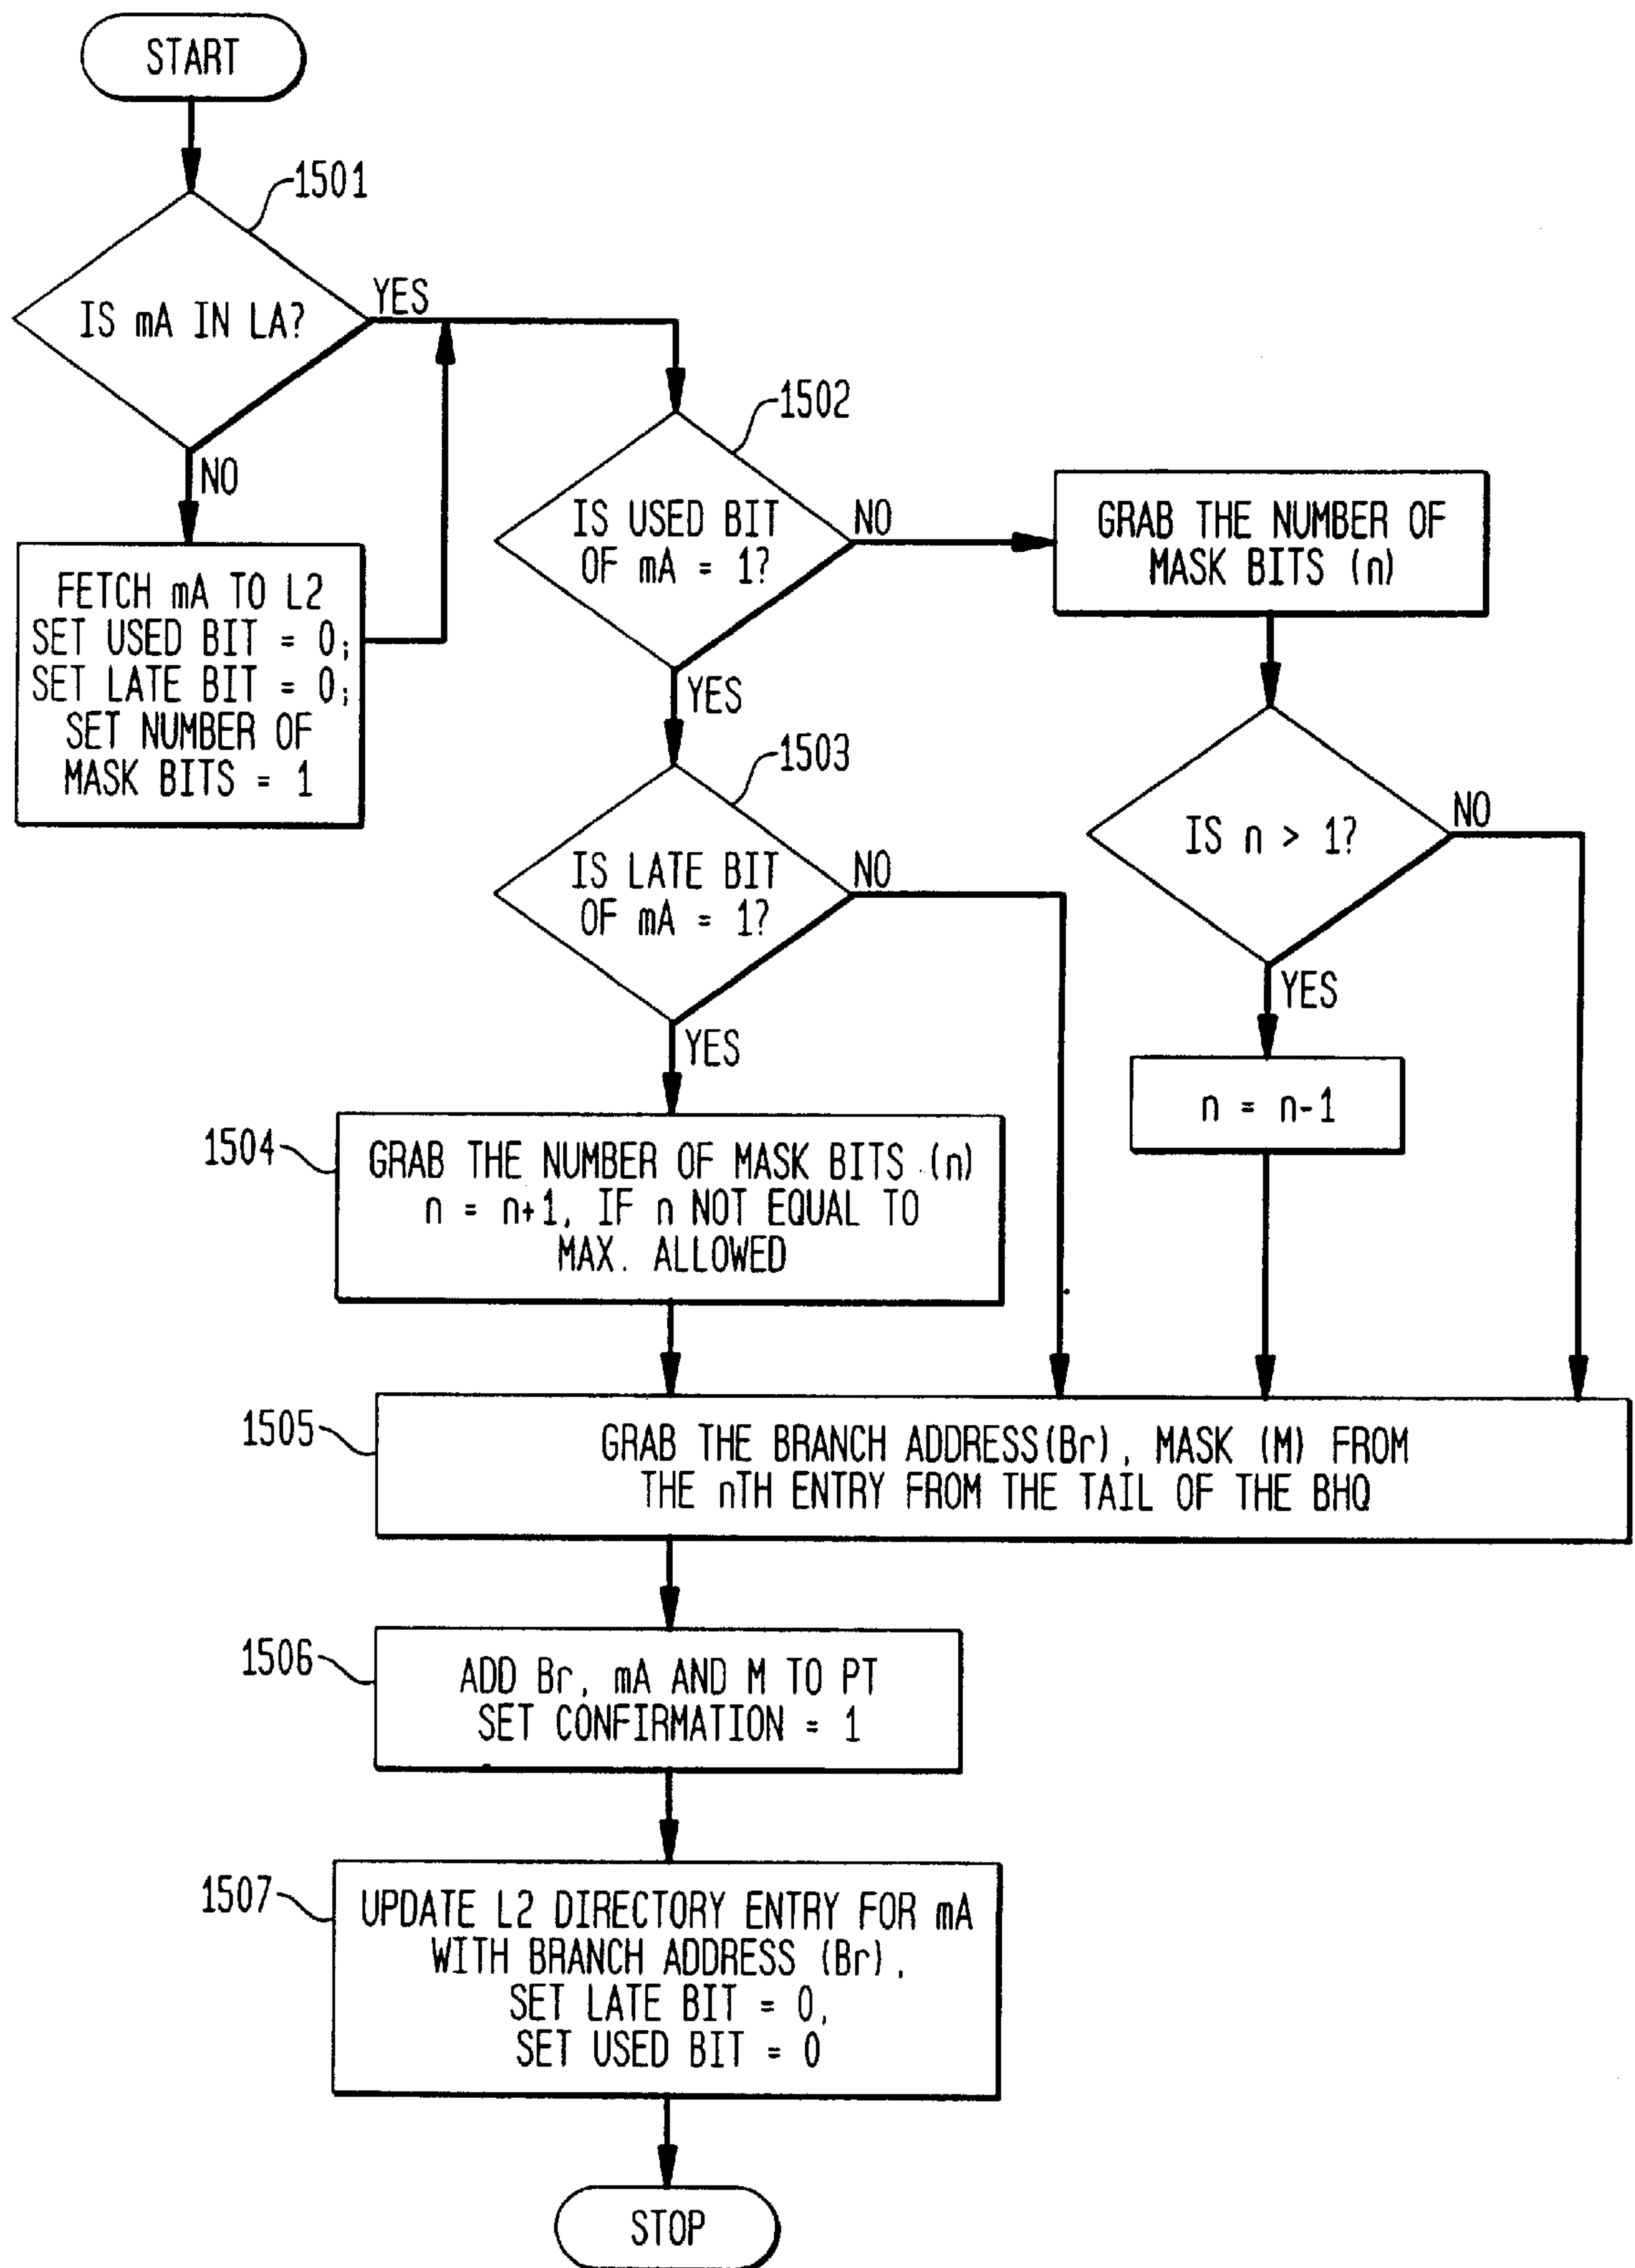 START
1501
IS mA IN LA?
YES
NO
FETCH mA TO L2
SET USED BIT = 0;
SET LATE BIT = 0;
SET NUMBER OF
MASK BITS = 1
1502
IS USED BIT
OF mA = 1?
NO
YES
GRAB THE NUMBER OF
MASK BITS (n)
IS n > 1?
NO
YES
n = n-1
1503
IS LATE BIT
OF mA = 1?
NO
YES
1504
GRAB THE NUMBER OF MASK BITS (n)
n = n+1, IF n NOT EQUAL TO
MAX. ALLOWED
1505
GRAB THE BRANCH ADDRESS(Br), MASK (M) FROM
THE nTH ENTRY FROM THE TAIL OF THE BHQ
1506
ADD Br, mA AND M TO PT
SET CONFIRMATION = 1
1507
UPDATE L2 DIRECTORY ENTRY FOR mA
WITH BRANCH ADDRESS (Br),
SET LATE BIT = 0,
SET USED BIT = 0
STOP